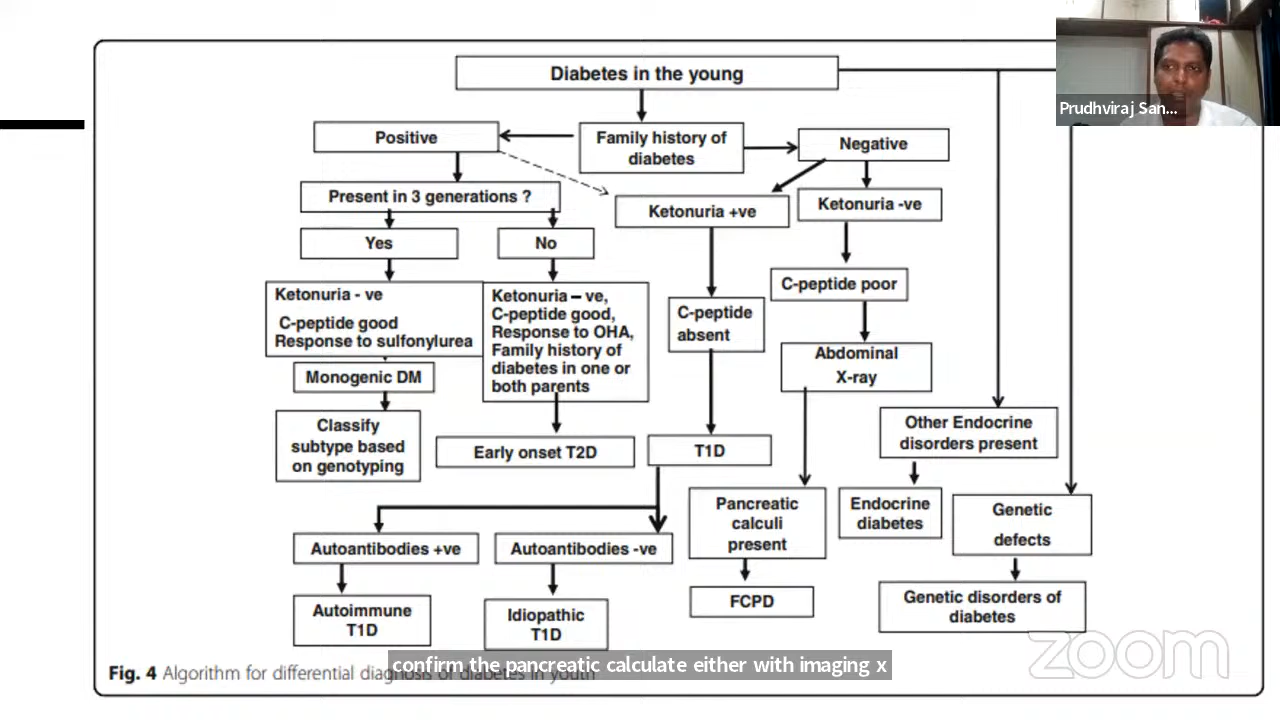 Diabetes in the young
Prudhviraj San...
Positive
Family history of
diabetes
Negative
Present in 3 generations ?
Ketonuria +ve
Ketonuria -ve
Yes
No
C-peptide poor
Ketonuria - ve
C-peptide good
Response to sulfonylurea
Ketonuria – ve,
C-peptide good,
Response to OHA,
Family history of
diabetes in one or
both parents
C-peptide
absent
Abdominal
X-ray
Monogenic DM
Classify
subtype based
on genotyping
Early onset T2D
T1D
Other Endocrine
disorders present
Pancreatic
calculi
present
Endocrine
diabetes
Genetic
defects
Autoantibodies +ve
Autoantibodies -ve
Autoimmune
T1D
Idiopathic
T1D
FCPD
Genetic disorders of
diabetes
zoom
confirm the pancreatic calculate either with imaging x
Fig. 4 Algorithm for differential diagnosis of diabetes in youth